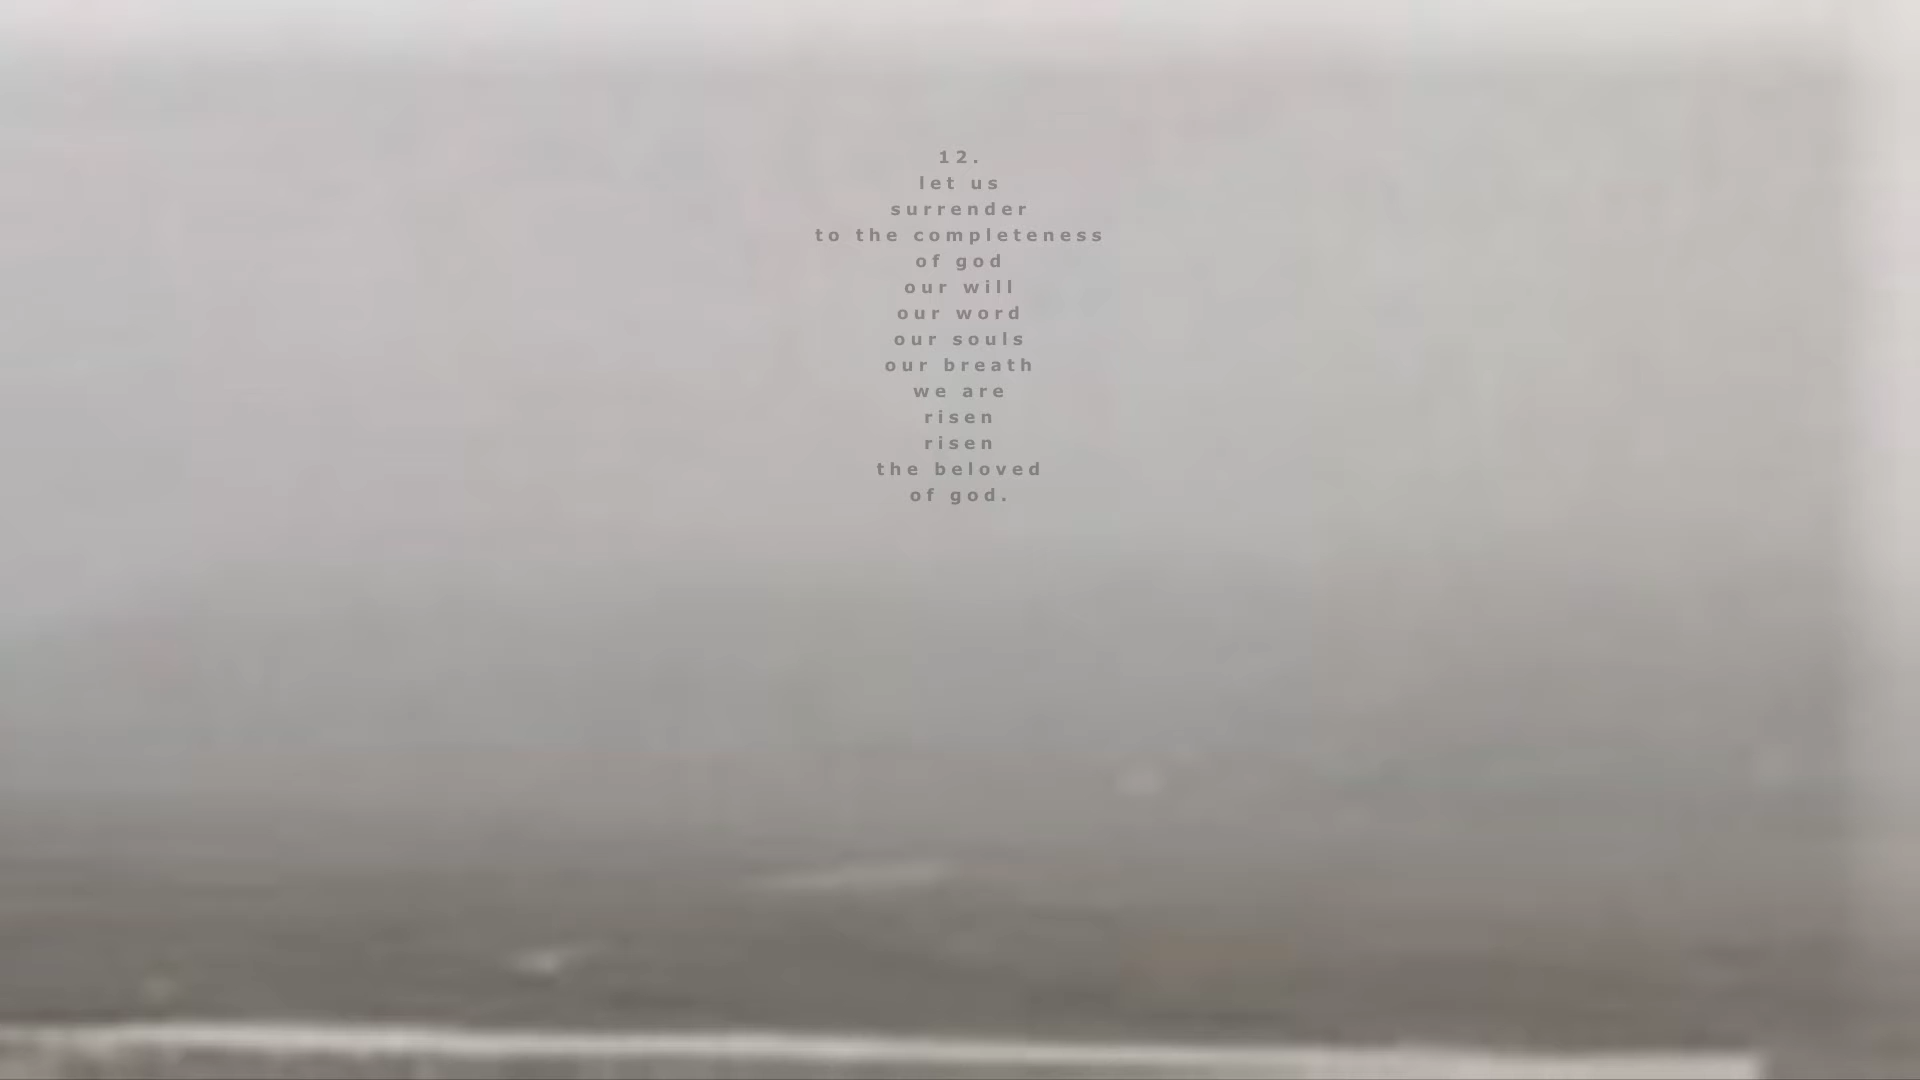 12.
let us
surrender
to the completeness
of god
our will
our word
our souls
our breath
we are
risen
risen
the beloved
of god.